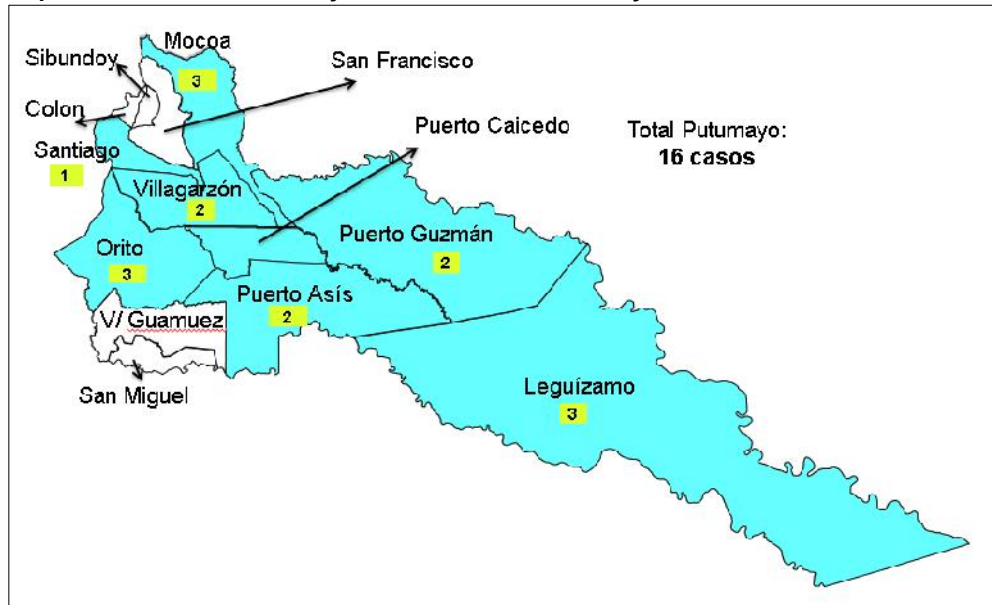 Mocoa
3
Sibundoy
San Francisco
Colon
Puerto Caicedo
Total Putumayo:
16 casos
Santiago
1
Villagarzón
2
Puerto Guzmán
2
Orito
3
Puerto Asís
2
V/ Guamuez
San Miguel
Leguízamo
3